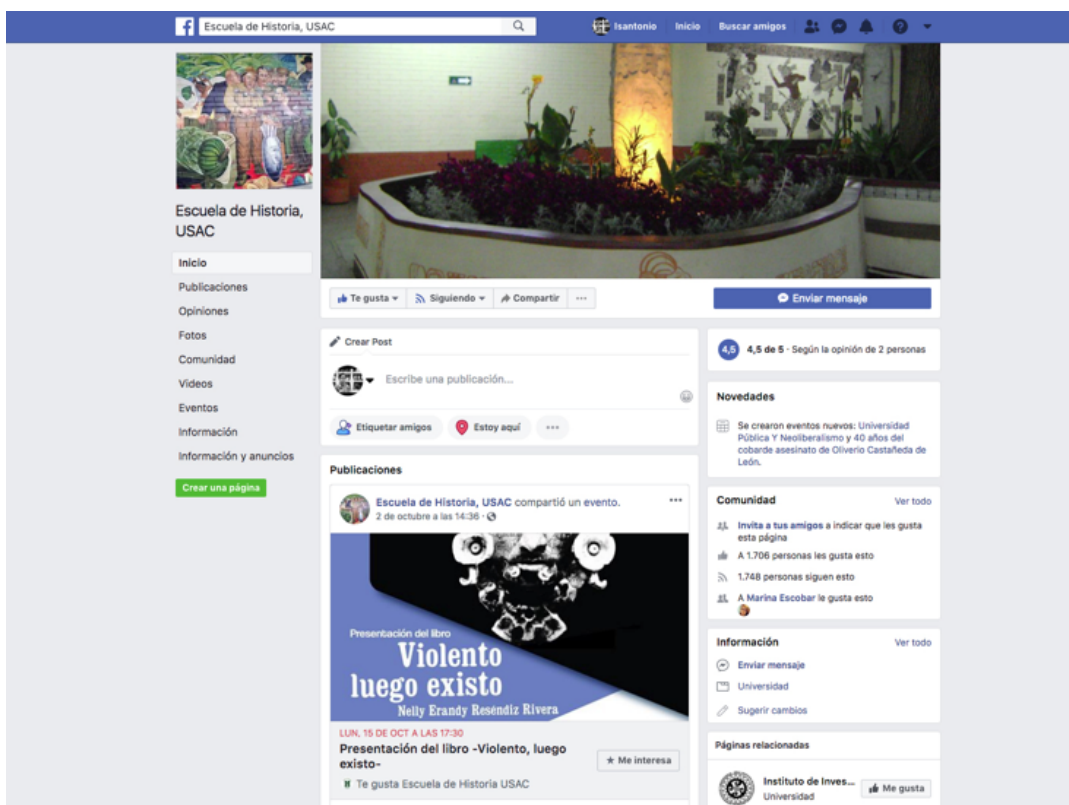 Escuela de Historia, USAC
Isantonio Inicio Buscar amigos
Escuela de Historia,
USAC
Inicio
Publicaciones
Opiniones
Fotos
Comunidad
Videos
Eventos
Información
Información y anuncios
Crear una página
Te gusta Siguiendo Compartir ...
Enviar mensaje
Crear Post
Escribe una publicación...
Etiquetar amigos Estoy aquí ...
Publicaciones
Escuela de Historia, USAC compartió un evento.
2 de octubre a las 14:36 ·
Presentación del libro
Violento
luego existo
Nelly Erandy Reséndiz Rivera
LUN, 15 DE OCT A LAS 17:30
Presentación del libro -Violento, luego
existo-
Me interesa
Te gusta Escuela de Historia USAC
4,5 4,5 de 5 · Según la opinión de 2 personas
Novedades
Se crearon eventos nuevos: Universidad
Pública Y Neoliberalismo y 40 años del
cobarde asesinato de Oliverio Castañeda de
León.
Comunidad Ver todo
Invita a tus amigos a indicar que les gusta
esta página
A 1.706 personas les gusta esto
1.748 personas siguen esto
A Marina Escobar le gusta esto
Información Ver todo
Enviar mensaje
Universidad
Sugerir cambios
Páginas relacionadas
Instituto de Inves...
Universidad
Me gusta